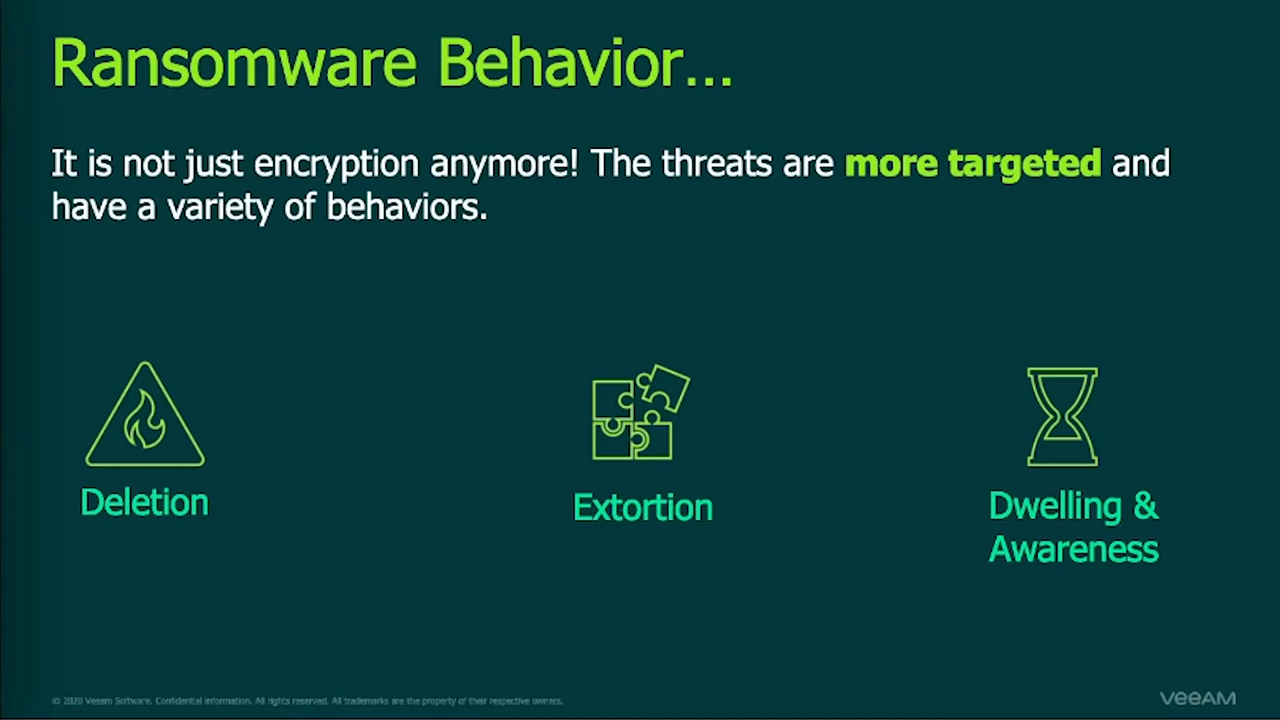 Ransomware Behavior...
It is not just encryption anymore! The threats are more targeted and
have a variety of behaviors.
Deletion
Extortion
Dwelling &
Awareness
© 2020 Veeam Software. Confidential information. All rights reserved. All trademarks are the property of their respective owners.
VEEAM